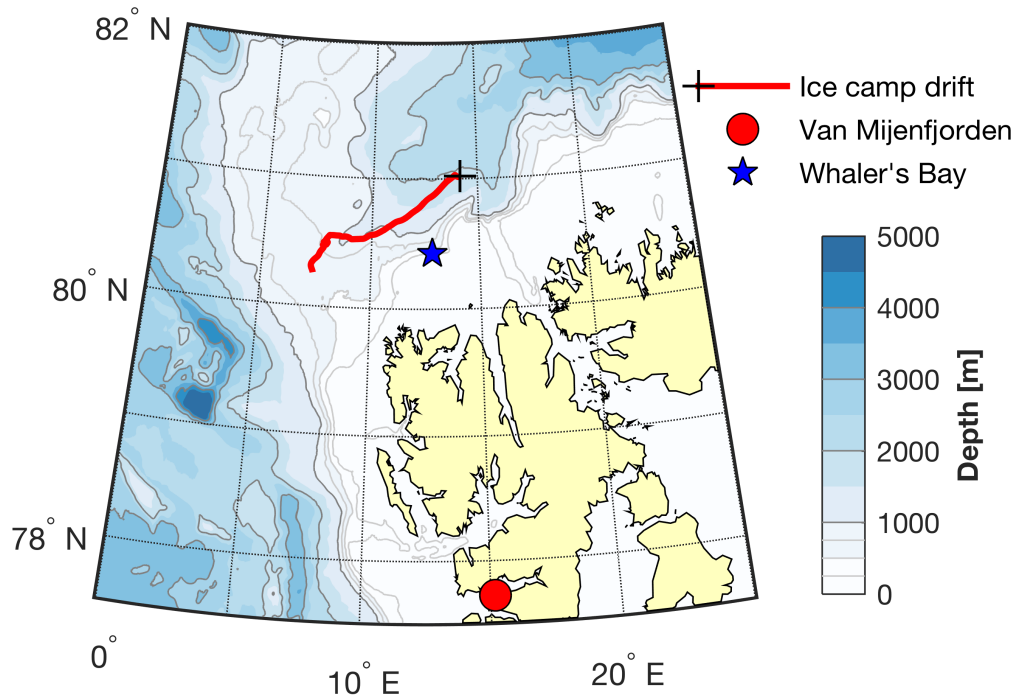 82° N
Ice camp drift
Van Mijenfjorden
Whaler's Bay
80° N
78° N
0°
10° E
20° E
5000
4000
3000
2000
1000
0
Depth [m]